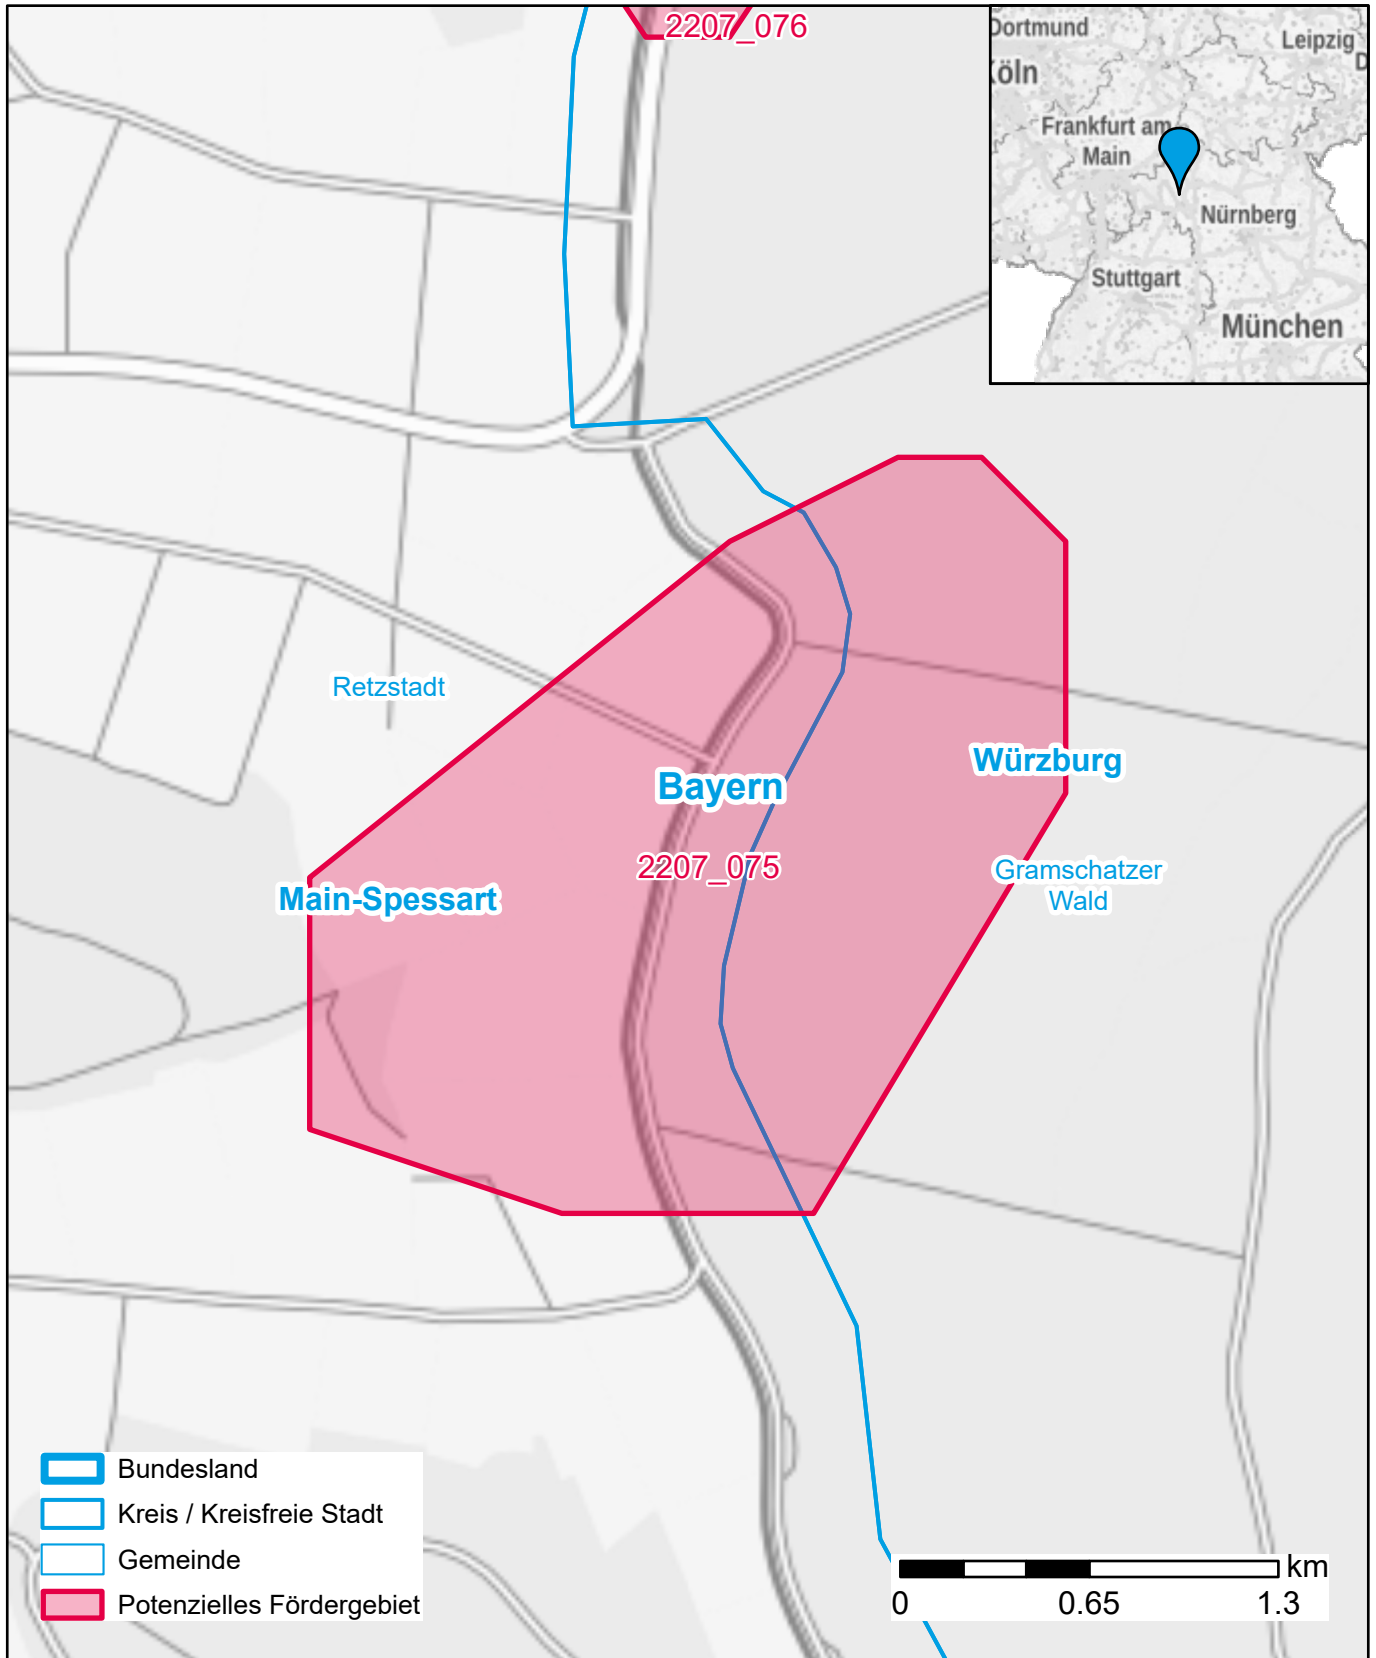 2207_076
Dortmund
Leipzig
D
Köln
Frankfurt am
Main
Nürnberg
Stuttgart
München
Retzstadt
Bayern
Würzburg
2207_075
Gramschatzer
Wald
Main-Spessart
Bundesland
Kreis / Kreisfreie Stadt
Gemeinde
Potenzielles Fördergebiet
km
0 0.65 1.3